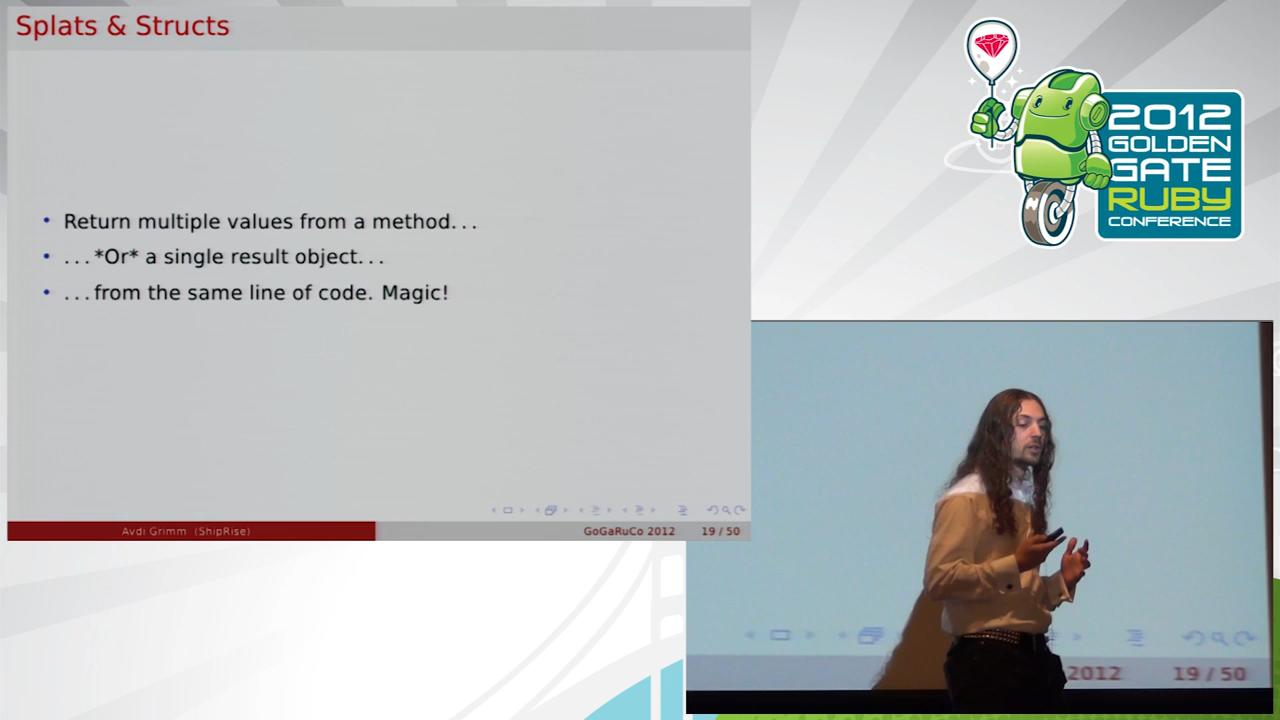 Splats & Structs
• Return multiple values from a method...
• ...*Or* a single result object...
• ...from the same line of code. Magic!
Avdi Grimm (ShipRise)
GoGaRuCo 2012 19 / 50
2012
GOLDEN
GATE
RUBY
CONFERENCE
2012 19 / 50